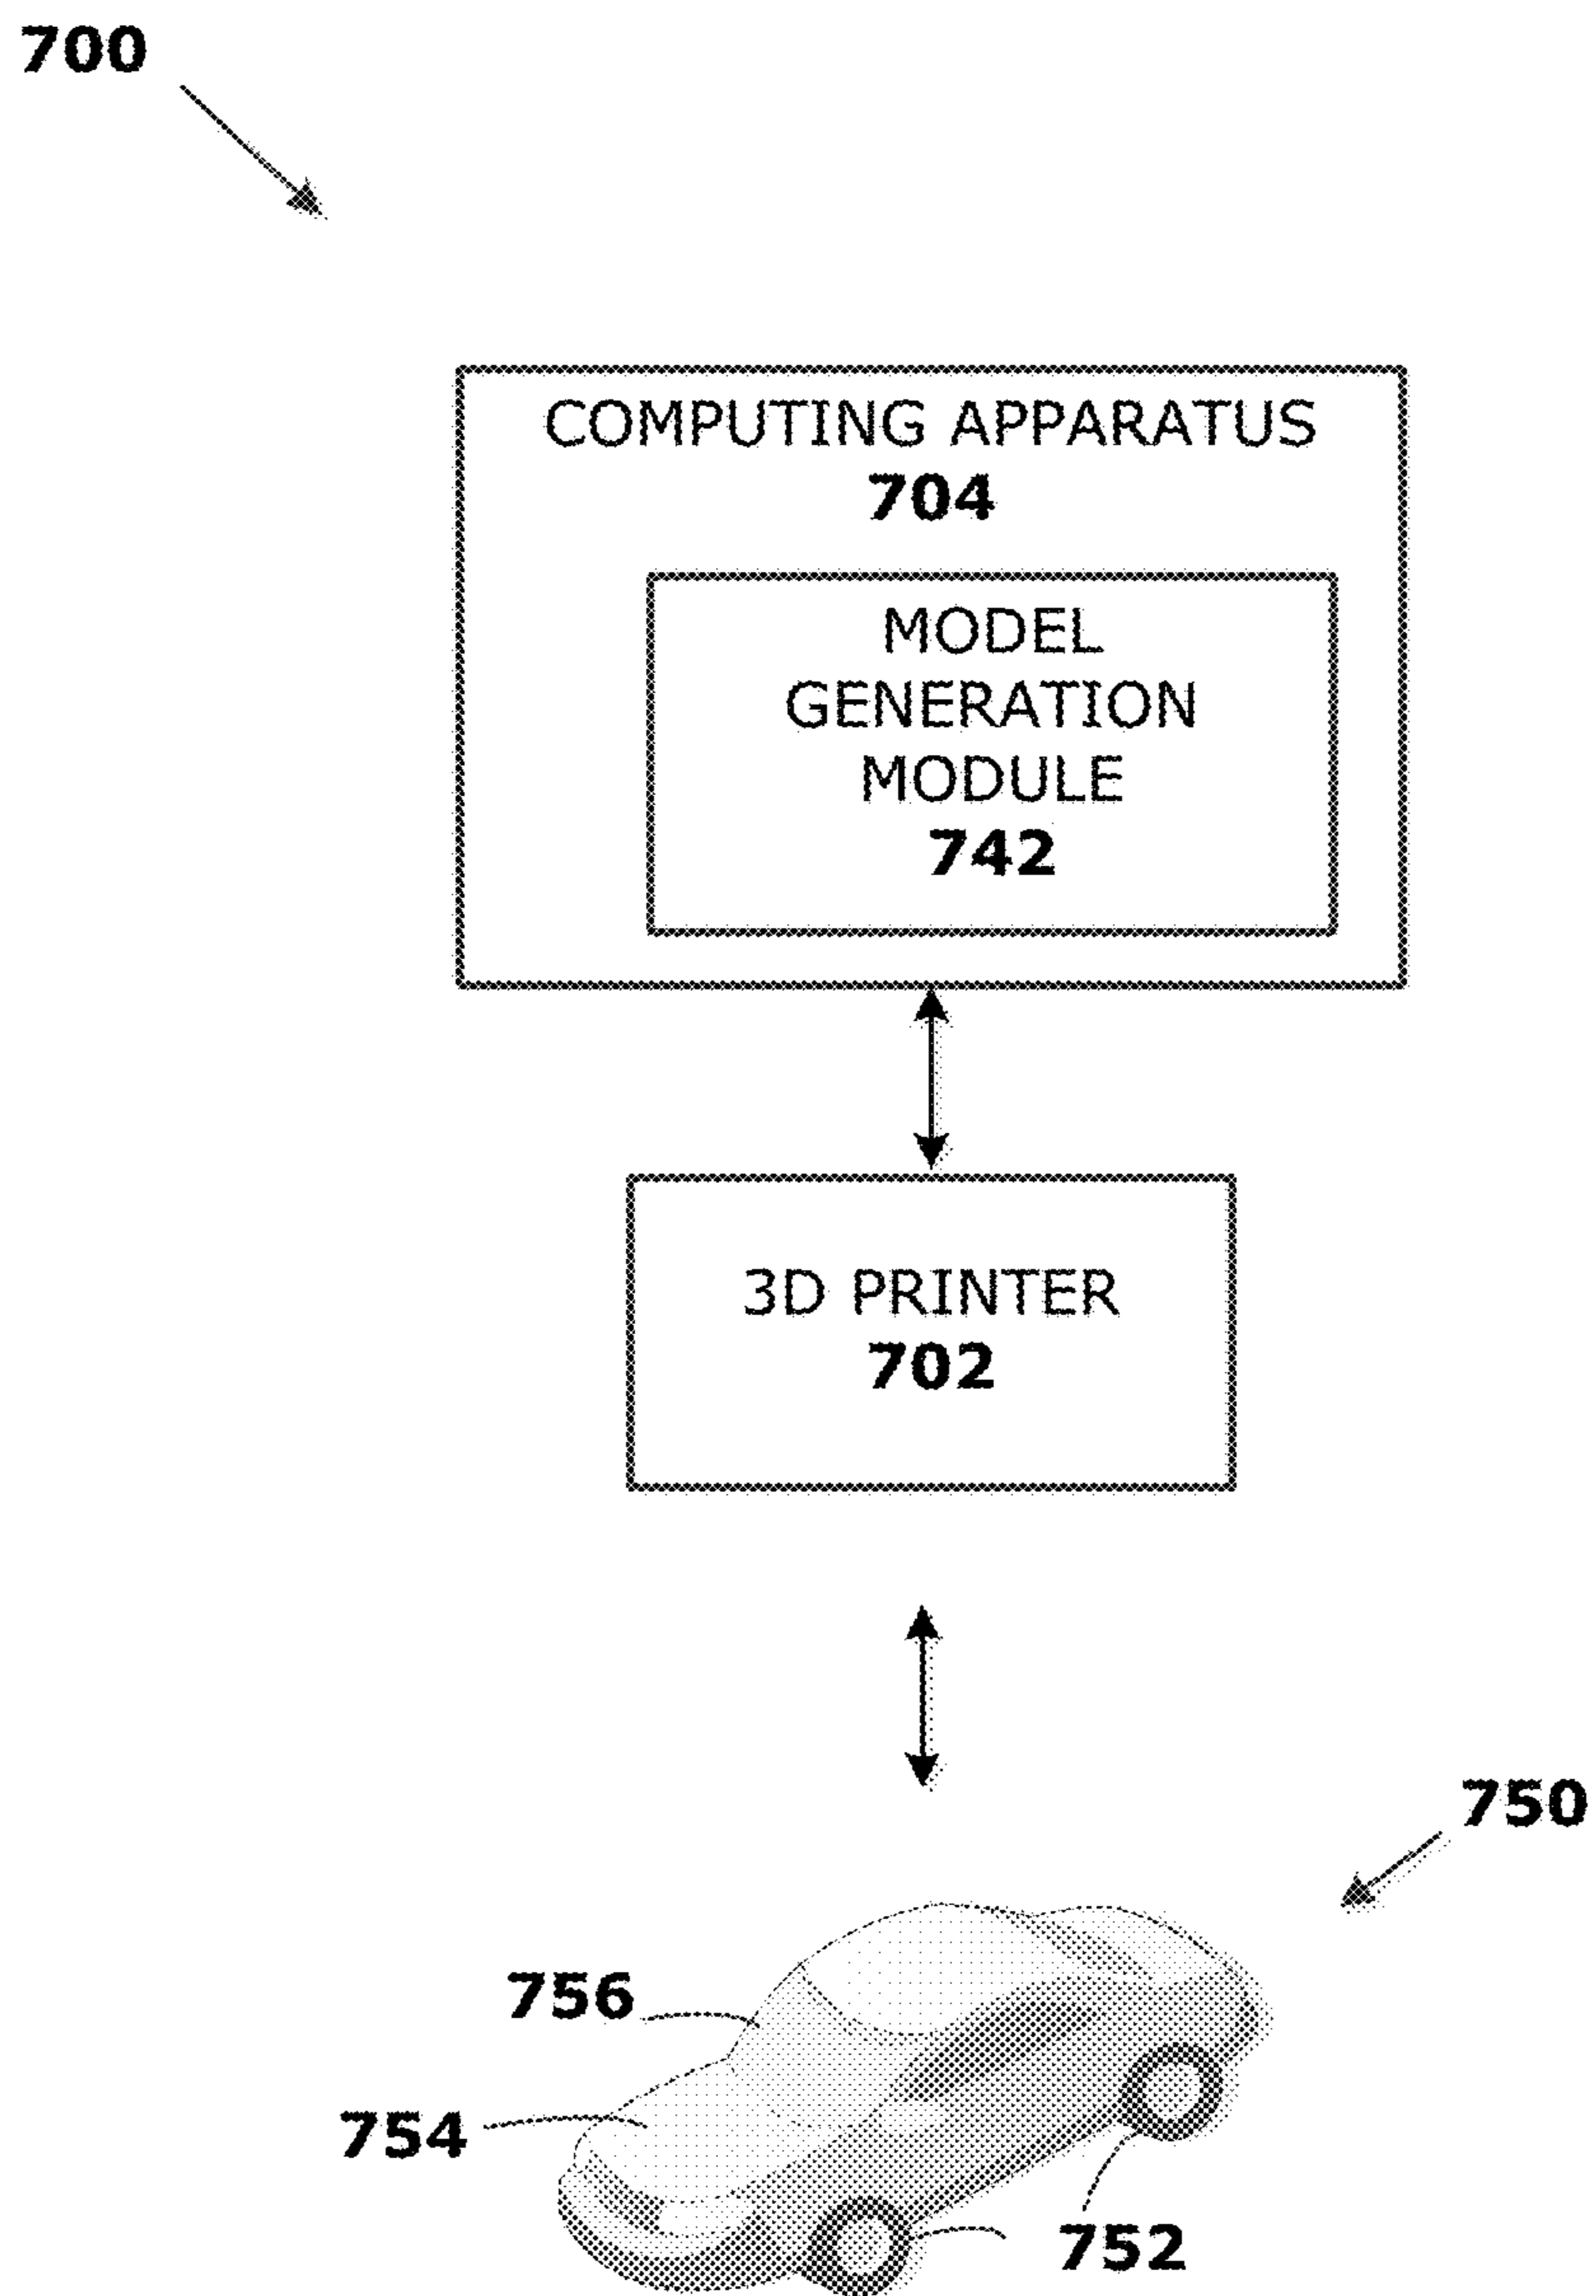 700
COMPUTING APPARATUS
704
MODEL
GENERATION
MODULE
742
3D PRINTER
702
750
756
754
752